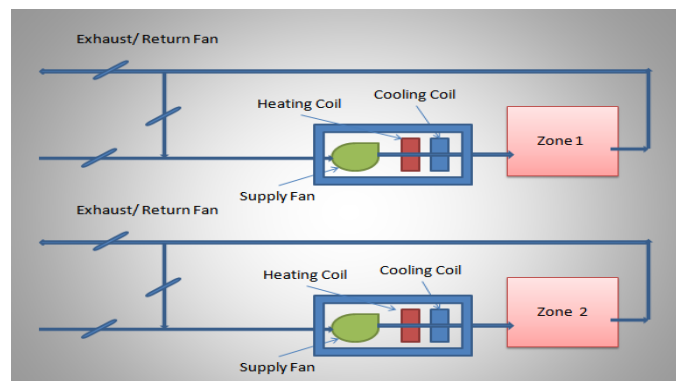 Exhaust/ Return Fan
Heating Coil
Cooling Coil
Zone 1
Supply Fan
Exhaust/ Return Fan
Heating Coil
Cooling Coil
Zone 2
Supply Fan